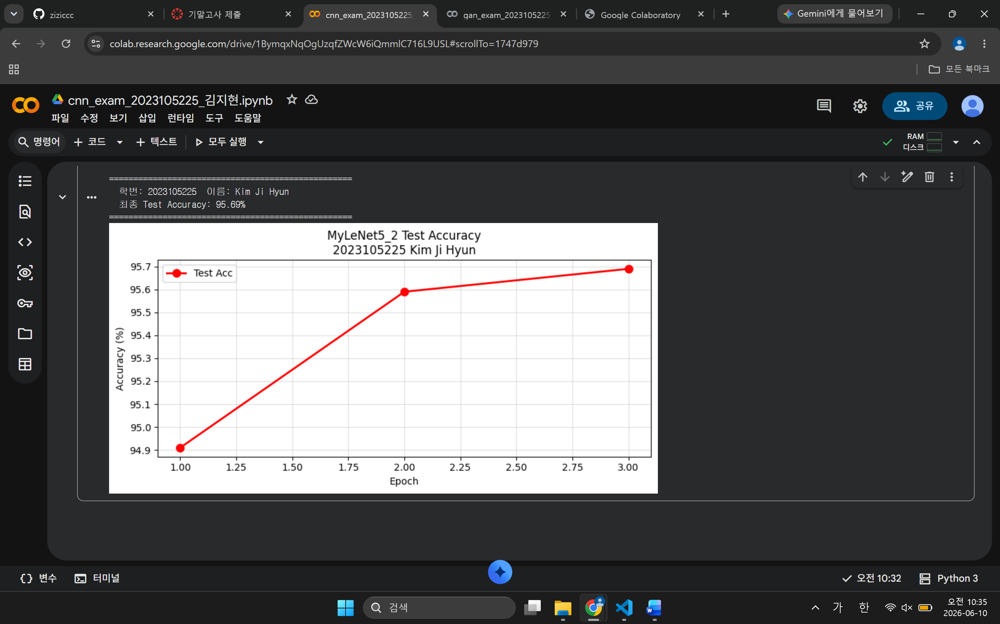 ziziccc
기말고사 제출
cnn_exam_2023105225_
gan_exam_2023105225_
Google Colaboratory
Gemini에게 물어보기
colab.research.google.com/drive/1BymqxNqOgUzqfZWcW6iQmmlC716L9USL#scrollTo=1747d979
모든 북마크
cnn_exam_2023105225_김지현.ipynb
파일 수정 보기 삽입 런타임 도구 도움말
공유
명령어 + 코드 + 텍스트 모두 실행
RAM
디스크
==================================================
학번: 2023105225 이름: Kim Ji Hyun
최종 Test Accuracy: 95.69%
==================================================
MyLeNet5_2 Test Accuracy
2023105225 Kim Ji Hyun
Test Acc
95.7
95.6
95.5
95.4
95.3
95.2
95.1
95.0
94.9
Accuracy (%)
1.00 1.25 1.50 1.75 2.00 2.25 2.50 2.75 3.00
Epoch
변수 터미널
오전 10:32 Python 3
검색
가 한
오전 10:35
2026-06-10